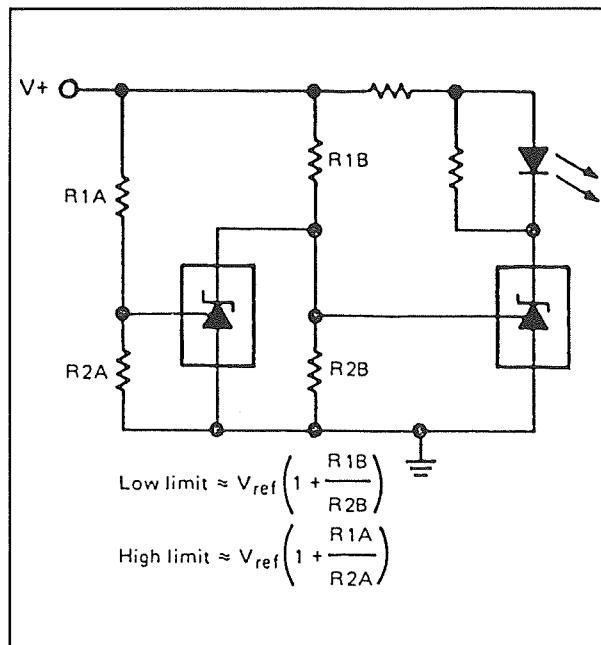 V+
R1B
R1A
R2A
R2B
Low limit ≈ Vref(1 + R1B/R2B)
High limit ≈ Vref(1 + R1A/R2A)